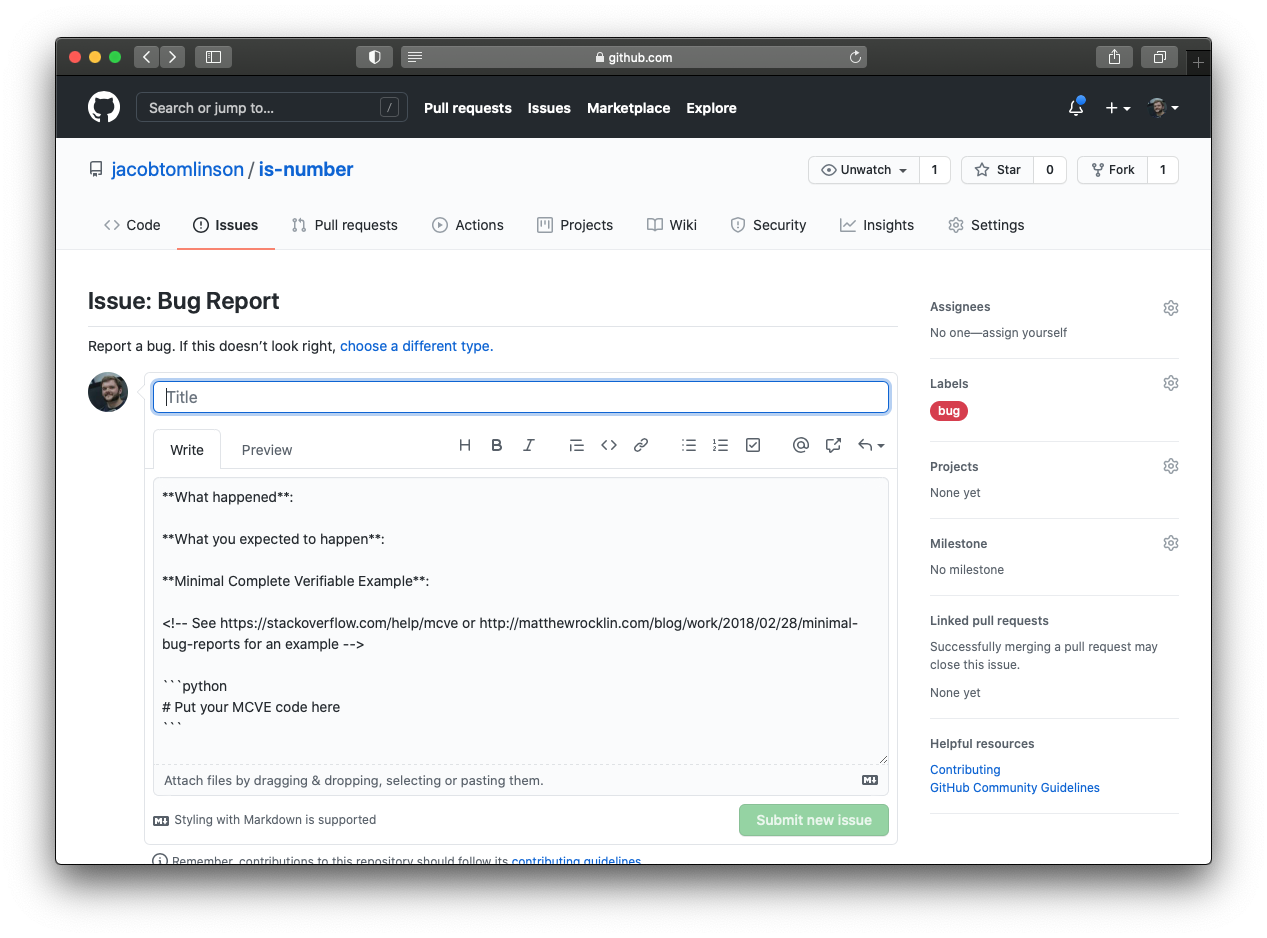 github.com
Search or jump to... /
Pull requests Issues Marketplace Explore
jacobtomlinson / is-number
Unwatch 1 Star 0 Fork 1
Code Issues Pull requests Actions Projects Wiki Security Insights Settings
Issue: Bug Report
Report a bug. If this doesn’t look right, choose a different type.
Title
Write Preview
**What happened**:
**What you expected to happen**:
**Minimal Complete Verifiable Example**:
<!-- See https://stackoverflow.com/help/mcve or http://matthewrocklin.com/blog/work/2018/02/28/minimal-
bug-reports for an example -->
```python
# Put your MCVE code here
```
Attach files by dragging & dropping, selecting or pasting them.
Styling with Markdown is supported
Submit new issue
Remember, contributions to this repository should follow its contributing guidelines
Assignees
No one—assign yourself
Labels
bug
Projects
None yet
Milestone
No milestone
Linked pull requests
Successfully merging a pull request may
close this issue.
None yet
Helpful resources
Contributing
GitHub Community Guidelines